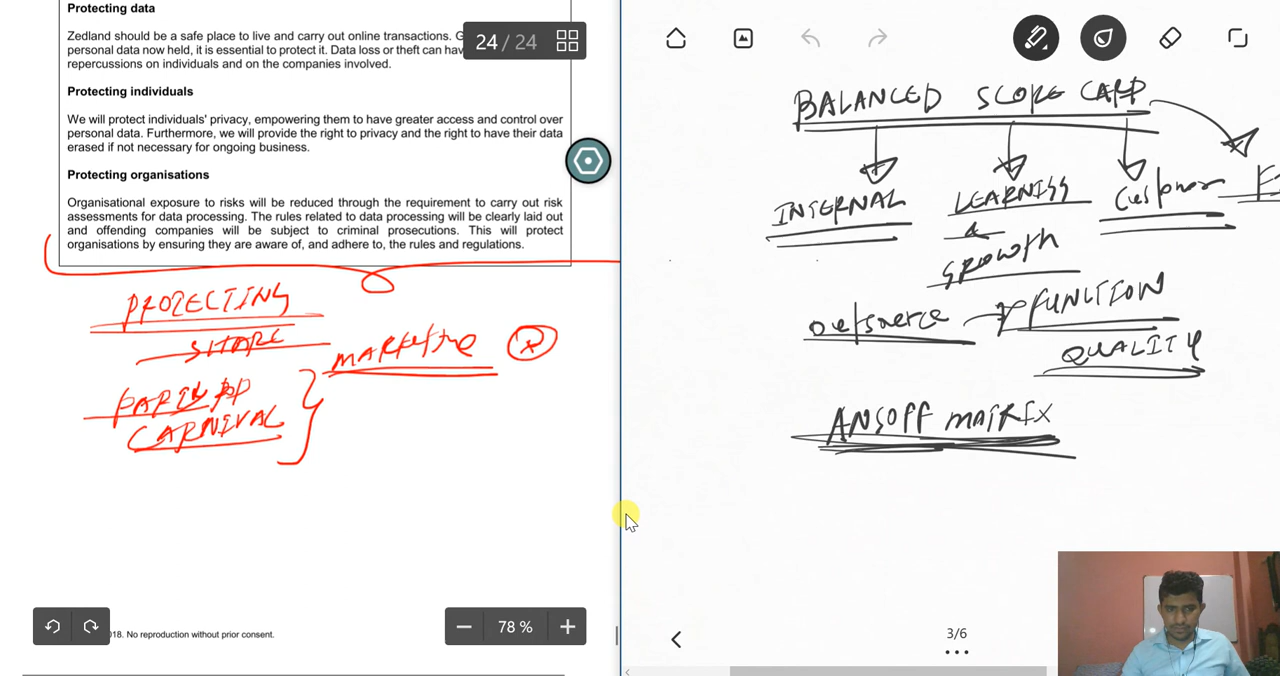 Protecting data
Zedland should be a safe place to live and carry out online transactions. G
personal data now held, it is essential to protect it. Data loss or theft can hav
repercussions on individuals and on the companies involved.
24 / 24
Protecting individuals
We will protect individuals' privacy, empowering them to have greater access and control over
personal data. Furthermore, we will provide the right to privacy and the right to have their data
erased if not necessary for ongoing business.
Protecting organisations
Organisational exposure to risks will be reduced through the requirement to carry out risk
assessments for data processing. The rules related to data processing will be clearly laid out
and offending companies will be subject to criminal prosecutions. This will protect
organisations by ensuring they are aware of, and adhere to, the rules and regulations.
PROTECTING
SHARE
CARNIVAL
18. No reproduction without prior consent.
78 %
BALANCED SCORE CARD
INTERNAL
LEARNING
&
GROWTH
Customer
Outsource
FUNCTION
QUALITY
ANSOFF MATRIX
3/6